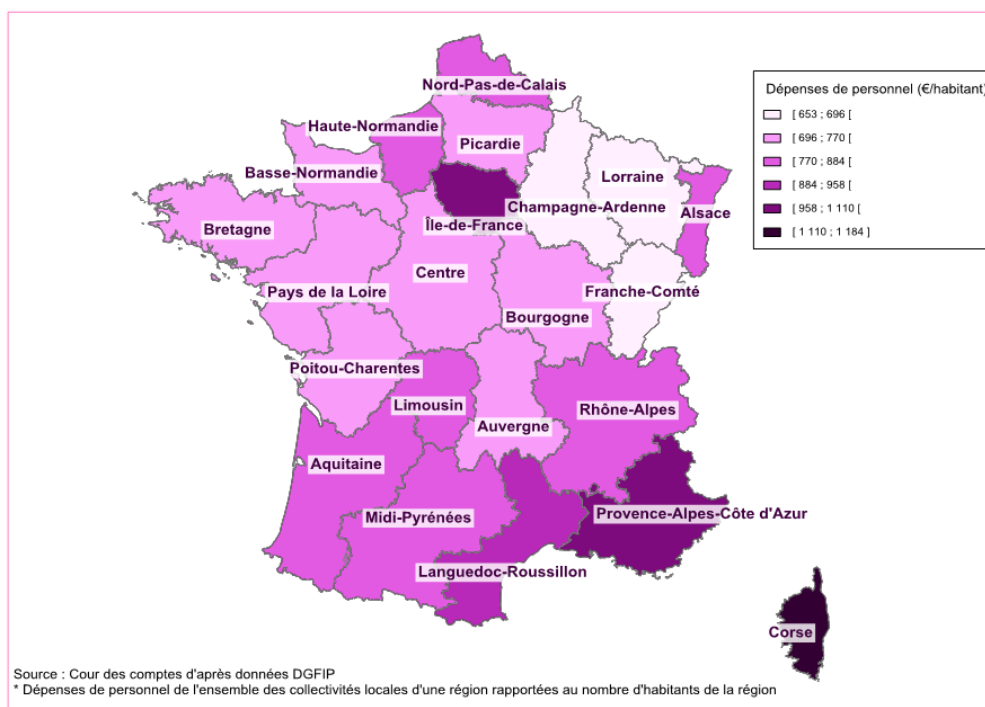 Nord-Pas-de-Calais
Dépenses de personnel (€/habitant)
[ 653 ; 696 [
[ 696 ; 770 [
[ 770 ; 884 [
[ 884 ; 958 [
[ 958 ; 1 110 [
[ 1 110 ; 1 184 ]
Haute-Normandie
Picardie
Basse-Normandie
Lorraine
Champagne-Ardenne
Alsace
Île-de-France
Bretagne
Centre
Pays de la Loire
Franche-Comté
Bourgogne
Poitou-Charentes
Limousin
Rhône-Alpes
Auvergne
Aquitaine
Midi-Pyrénées
Provence-Alpes-Côte d'Azur
Languedoc-Roussillon
Corse
Source : Cour des comptes d'après données DGFIP
* Dépenses de personnel de l'ensemble des collectivités locales d'une région rapportées au nombre d'habitants de la région